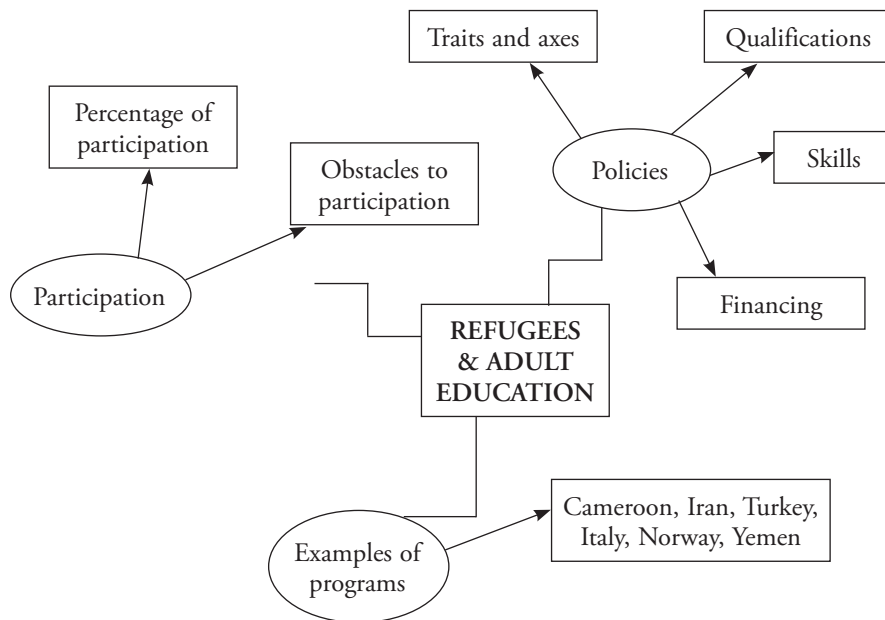 Traits and axes
Qualifications
Percentage of
participation
Obstacles to
participation
Policies
Skills
Participation
Financing
REFUGEES
& ADULT
EDUCATION
Cameroon, Iran, Turkey,
Italy, Norway, Yemen
Examples of
programs